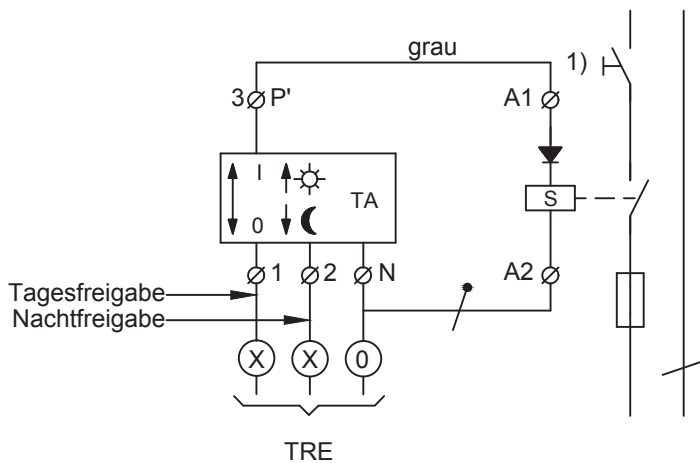 grau
1)
3 P'
A1
I
TA
S
0
1
2
N
A2
Tagesfreigabe
Nachtfreigabe
X
X
0
TRE